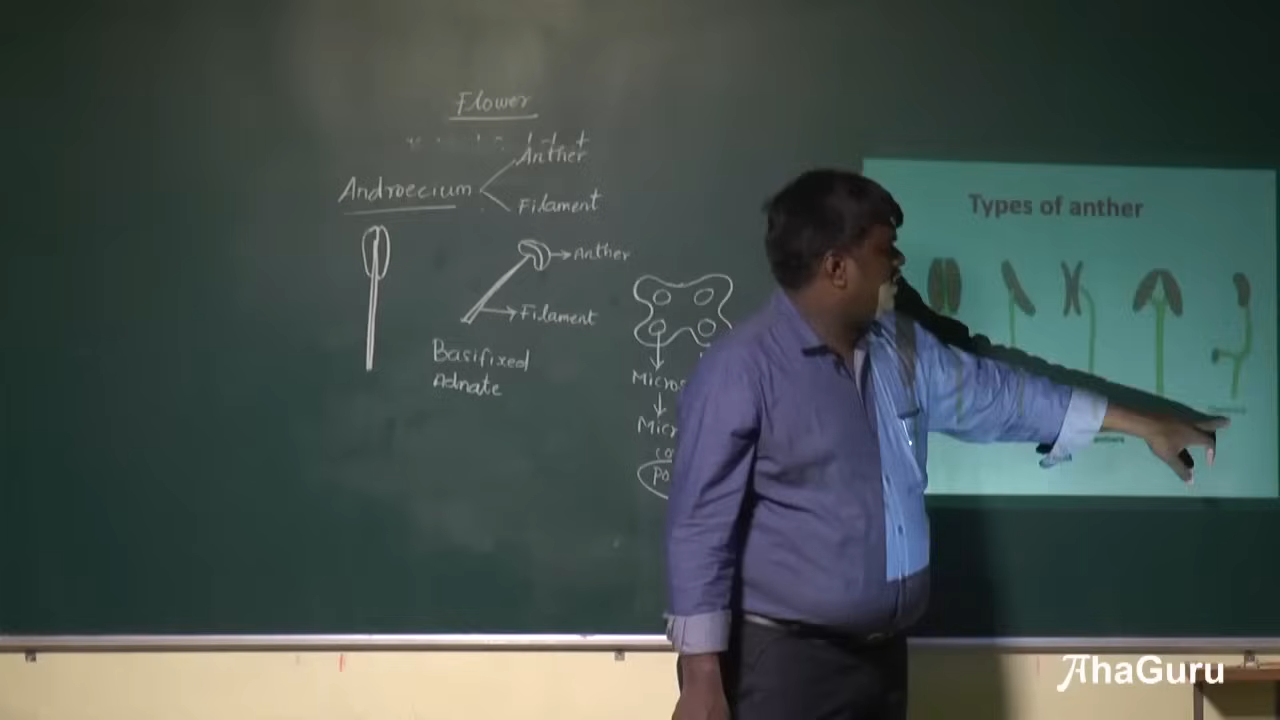 Flower
Anther
Androecium
Filament
Anther
Filament
Basifixed
Adnate
Types of anther
AhaGuru